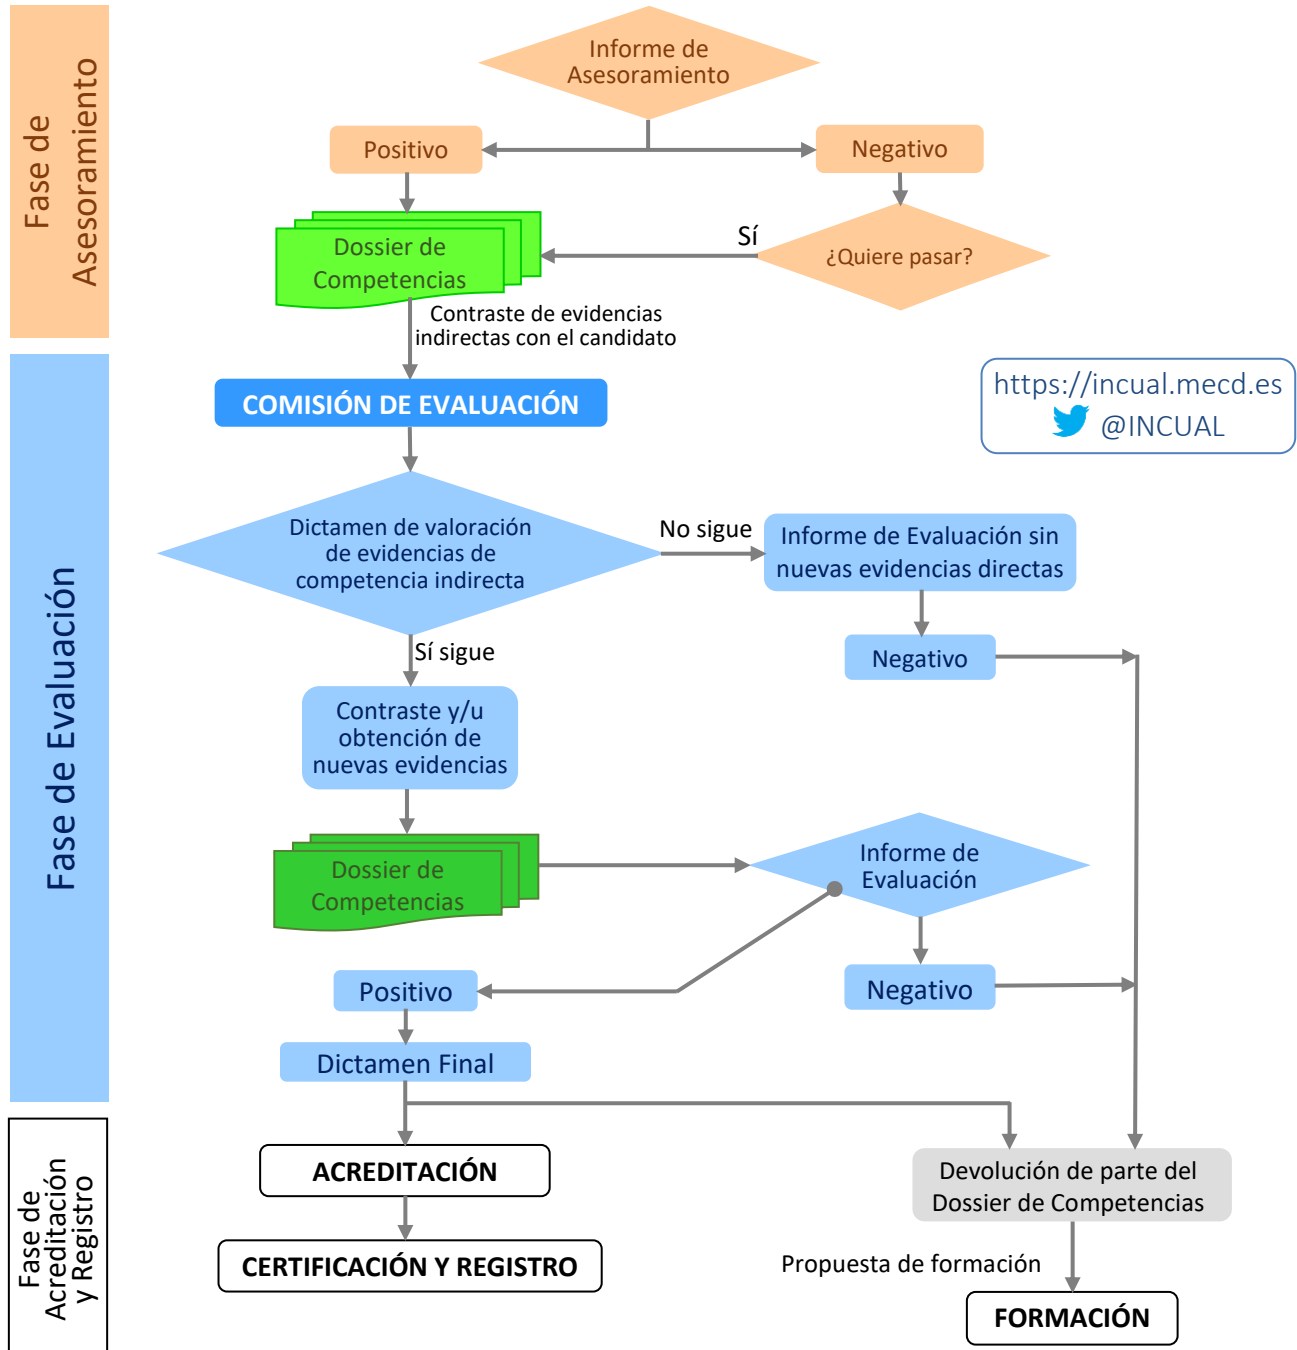 Fase de
Asesoramiento
Informe de
Asesoramiento
Positivo
Negativo
Dossier de
Competencias
Sí
¿Quiere pasar?
Contraste de evidencias
indirectas con el candidato
Fase de Evaluación
COMISIÓN DE EVALUACIÓN
https://incual.mecd.es
@INCUAL
Dictamen de valoración
de evidencias de
competencia indirecta
No sigue
Informe de Evaluación sin
nuevas evidencias directas
Sí sigue
Negativo
Contraste y/u
obtención de
nuevas evidencias
Dossier de
Competencias
Informe de
Evaluación
Positivo
Negativo
Dictamen Final
Fase de
Acreditación
y Registro
ACREDITACIÓN
Devolución de parte del
Dossier de Competencias
CERTIFICACIÓN Y REGISTRO
Propuesta de formación
FORMACIÓN